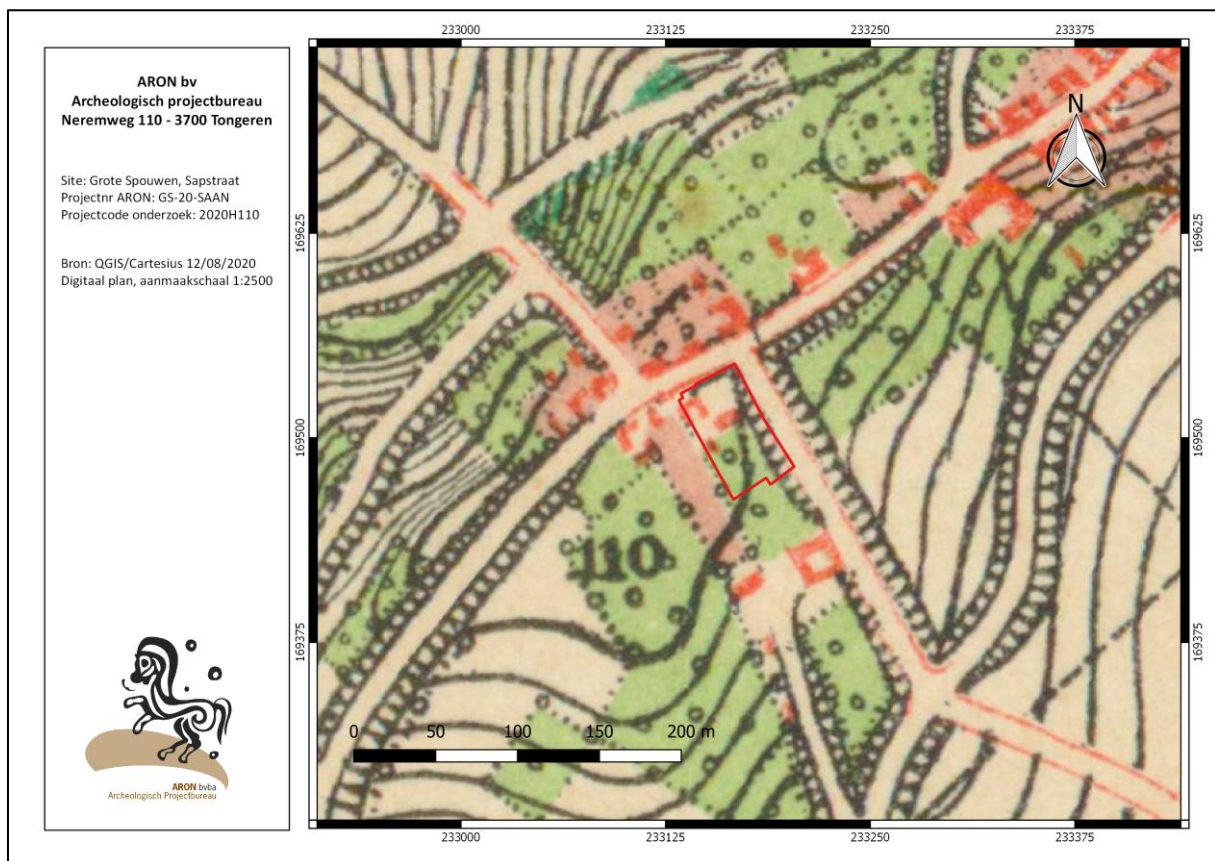 ARON bv
Archeologisch projectbureau
Neremweg 110 - 3700 Tongeren
Site: Grote Spouwen, Sapstraat
Projectnr ARON: GS-20-SAAN
Projectcode onderzoek: 2020H110
Bron: QGIS/Cartesius 12/08/2020
Digitaal plan, aanmaakschaal 1:2500
ARON bvba
Archeologisch Projectbureau
233000 233125 233250 233375
169625 169625
169500 169500
169375 169375
N
110
0 50 100 150 200 m
233000 233125 233250 233375